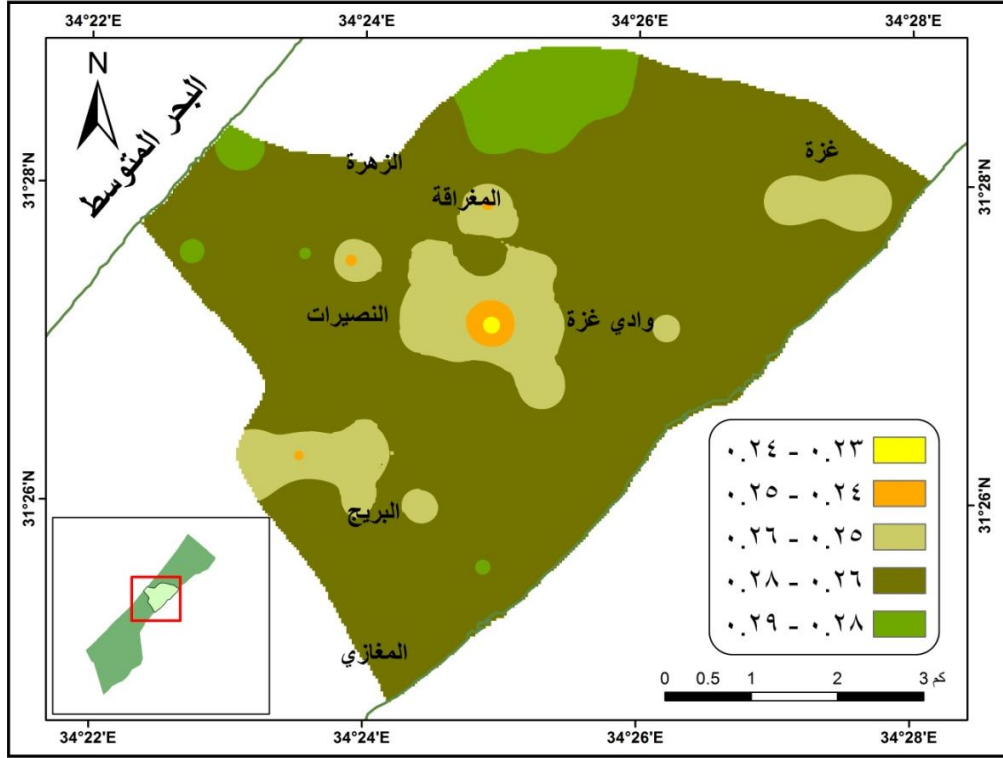 34°22'E 34°24'E 34°26'E 34°28'E
N
البحر المتوسط
31°28'N 31°28'N
غزة
الزهرة
المغراقة
النصيرات
وادي غزة
31°26'N 31°26'N
البريج
المغازي
٠.٢٣ - ٠.٢٤
٠.٢٤ - ٠.٢٥
٠.٢٥ - ٠.٢٦
٠.٢٦ - ٠.٢٨
٠.٢٨ - ٠.٢٩
0 0.5 1 2 3 كم
34°22'E 34°24'E 34°26'E 34°28'E